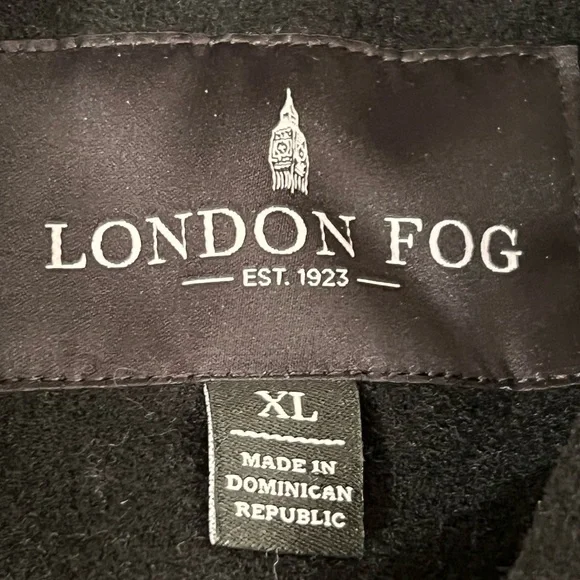 LONDON FOG
EST. 1923
XL
MADE IN
DOMINICAN
REPUBLIC